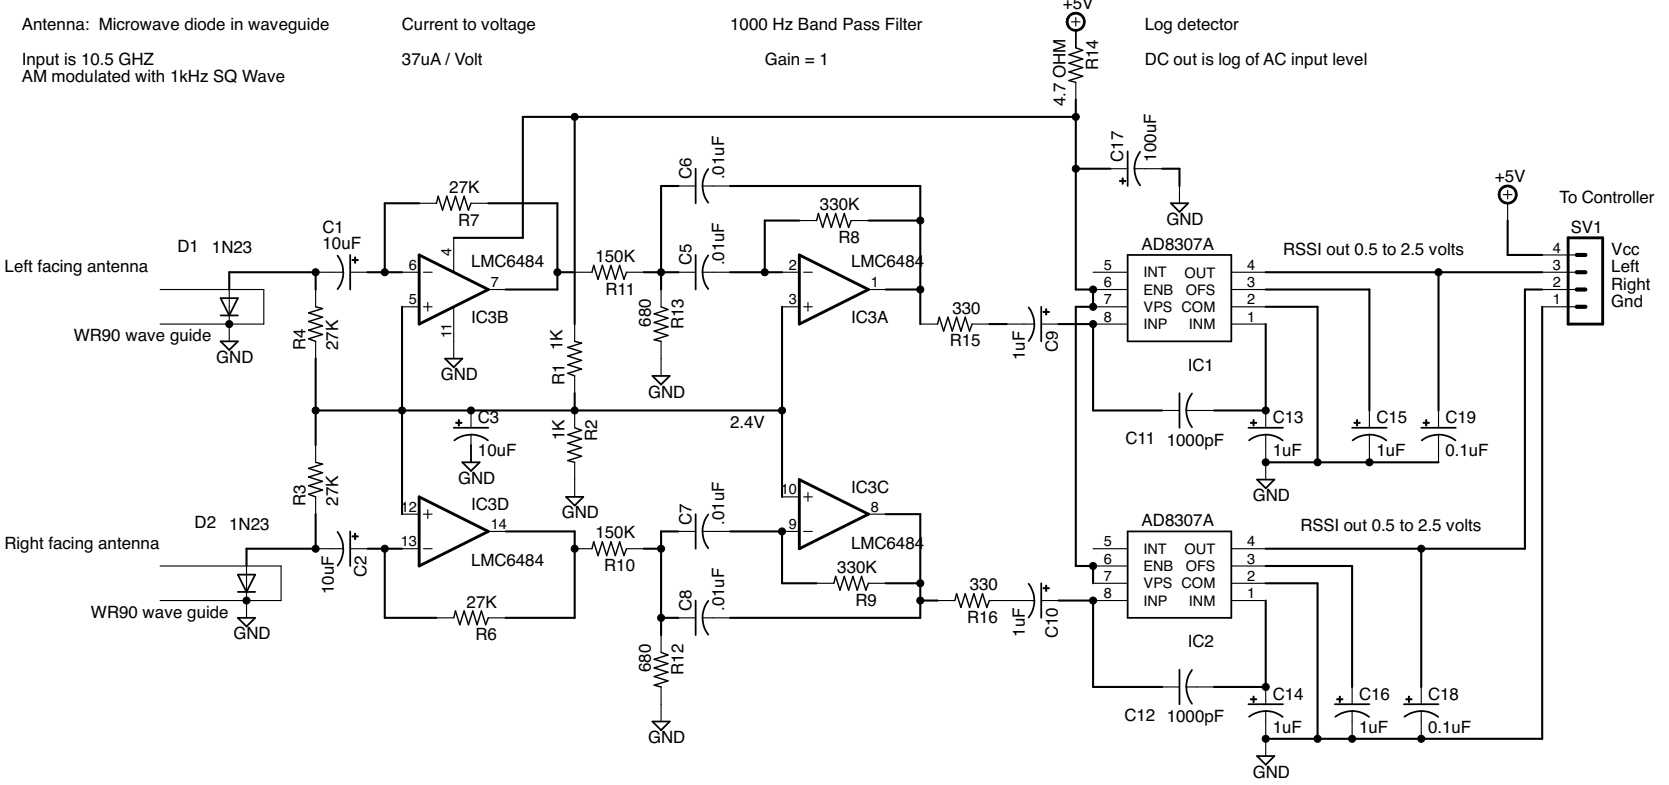 Antenna: Microwave diode in waveguide
Input is 10.5 GHZ
AM modulated with 1kHz SQ Wave
Current to voltage
37uA / Volt
1000 Hz Band Pass Filter
Gain = 1
+5V
4.7 OHM
R14
Log detector
DC out is log of AC input level
C17
100uF
GND
27K
R7
C1
10uF
D1 1N23
Left facing antenna
WR90 wave guide
GND
R4
27K
6
5
4
11
7
LMC6484
IC3B
GND
150K
R11
680
R13
GND
C6
.01uF
C5
.01uF
330K
R8
2
3
1
LMC6484
IC3A
330
R15
1uF
C9
R1
1K
1K
R2
GND
C3
10uF
GND
2.4V
AD8307A
5
6
7
8
INT
ENB
VPS
INP
OUT
OFS
COM
INM
4
3
2
1
IC1
RSSI out 0.5 to 2.5 volts
C11
1000pF
C13
1uF
C15
1uF
C19
0.1uF
GND
+5V
To Controller
SV1
4
3
2
1
Vcc
Left
Right
Gnd
R3
27K
D2 1N23
Right facing antenna
WR90 wave guide
GND
10uF
C2
12
13
14
IC3D
LMC6484
27K
R6
150K
R10
680
R12
GND
C7
.01uF
C8
.01uF
10
9
8
IC3C
LMC6484
330K
R9
330
R16
1uF
C10
AD8307A
5
6
7
8
INT
ENB
VPS
INP
OUT
OFS
COM
INM
4
3
2
1
IC2
RSSI out 0.5 to 2.5 volts
C12
1000pF
C14
1uF
C16
1uF
C18
0.1uF
GND